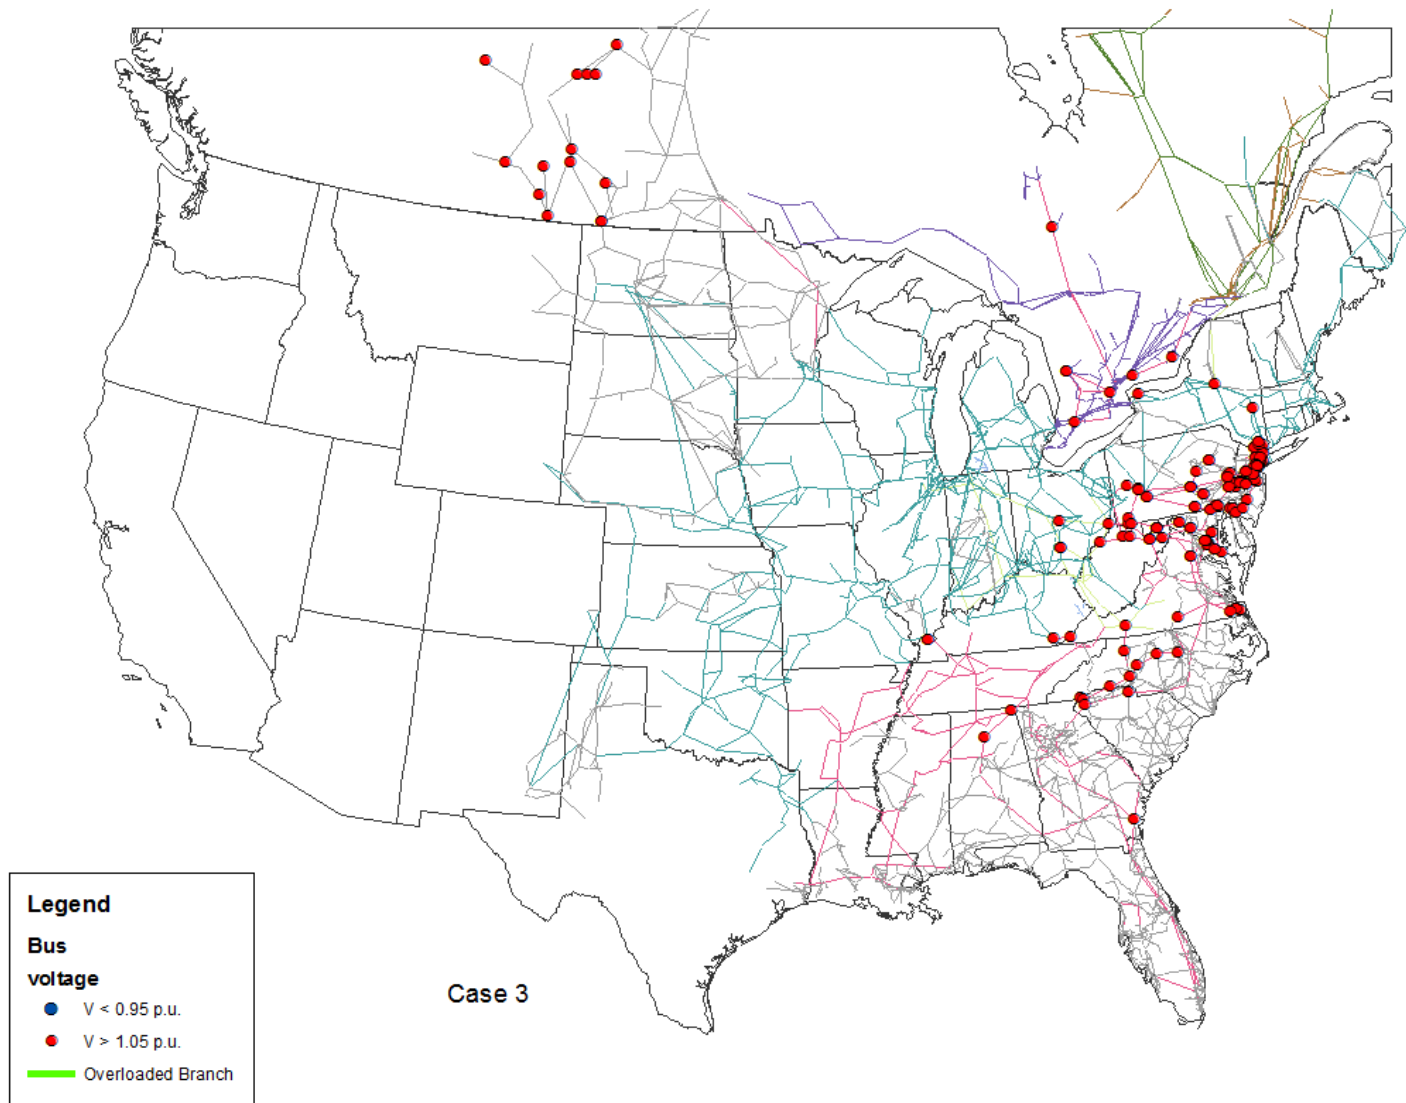 Legend
Bus
voltage
V < 0.95 p.u.
V > 1.05 p.u.
Overloaded Branch
Case 3